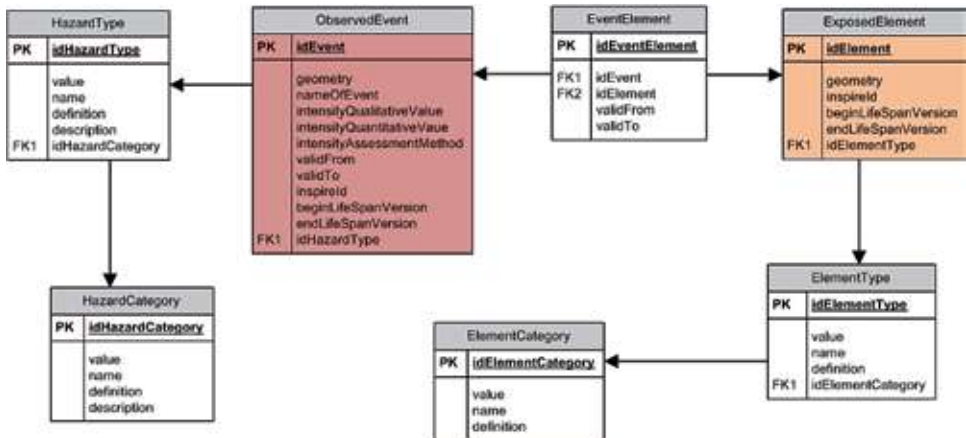 HazardType
PK idHazardType
value
name
definition
description
FK1 idHazardCategory
ObservedEvent
PK idEvent
geometry
nameOfEvent
intensityQualitativeValue
intensityQuantitativeVaue
intensityAssessmentMethod
validFrom
validTo
inspireId
beginLifeSpanVersion
endLifeSpanVersion
FK1 idHazardType
EventElement
PK idEventElement
FK1 idEvent
FK2 idElement
validFrom
validTo
ExposedElement
PK idElement
geometry
inspireId
beginLifeSpanVersion
endLifeSpanVersion
FK1 idElementType
HazardCategory
PK idHazardCategory
value
name
definition
description
ElementCategory
PK idElementCategory
value
name
definition
ElementType
PK idElementType
value
name
definition
FK1 idElementCategory